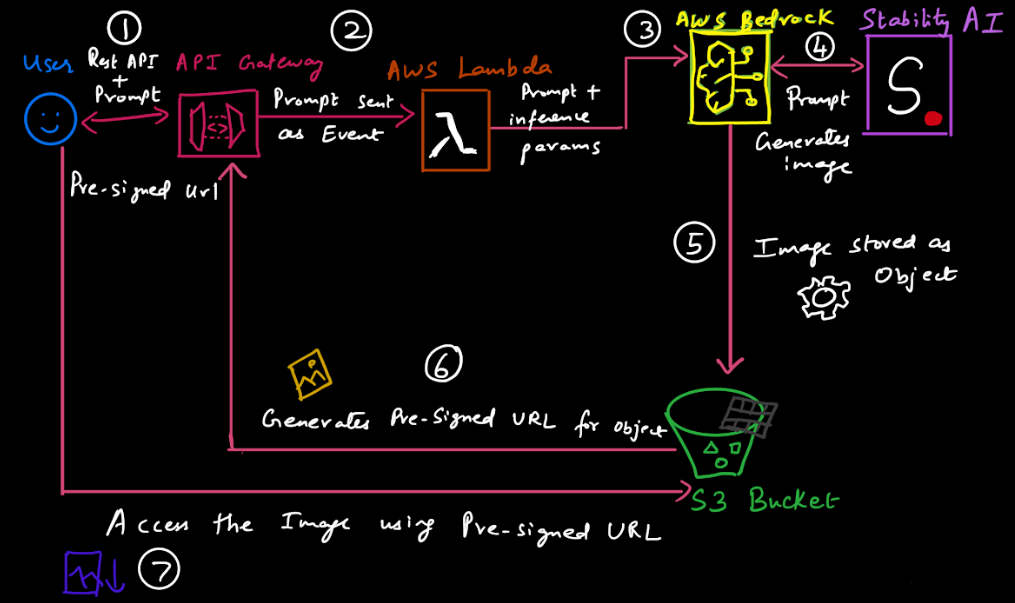 1
2
3
AWS Bedrock
Stability AI
User
Rest API
+
Prompt
API Gateway
AWS Lambda
4
Prompt sent
as Event
<>
λ
Prompt +
inference
params
S.
Prompt
Generates
image
Pre-signed Url
5
Image stored as
Object
6
Generates Pre-Signed URL for object
S3 Bucket
Access the Image using Pre-signed URL
7